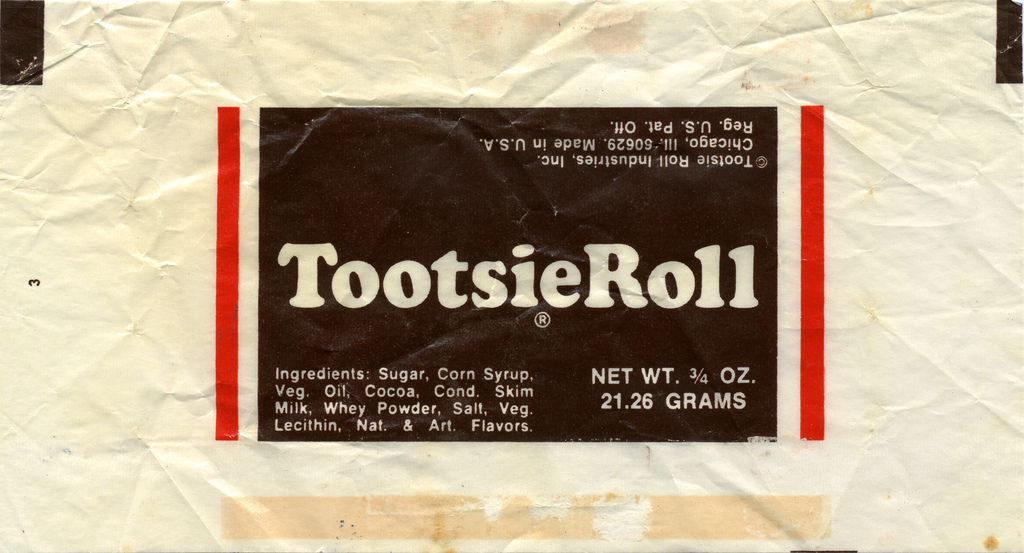 © Tootsie Roll Industries, Inc.
Chicago, Ill. 60629. Made in U.S.A.
Reg. U.S. Pat. Off.
TootsieRoll
®
Ingredients: Sugar, Corn Syrup,
Veg. Oil, Cocoa, Cond. Skim
Milk, Whey Powder, Salt, Veg.
Lecithin, Nat. & Art. Flavors.
NET WT. ¾ OZ.
21.26 GRAMS
3